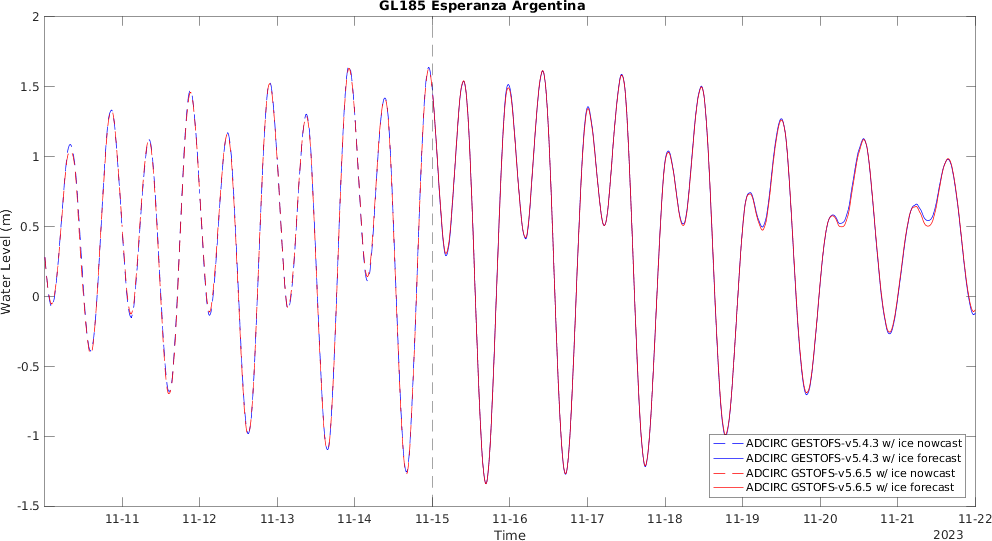 GL185 Esperanza Argentina
2
1.5
1
0.5
0
-0.5
-1
-1.5
Water Level (m)
ADCIRC GESTOFS-v5.4.3 w/ ice nowcast
ADCIRC GESTOFS-v5.4.3 w/ ice forecast
ADCIRC GSTOFS-v5.6.5 w/ ice nowcast
ADCIRC GSTOFS-v5.6.5 w/ ice forecast
11-11 11-12 11-13 11-14 11-15 11-16 11-17 11-18 11-19 11-20 11-21 11-22
Time
2023